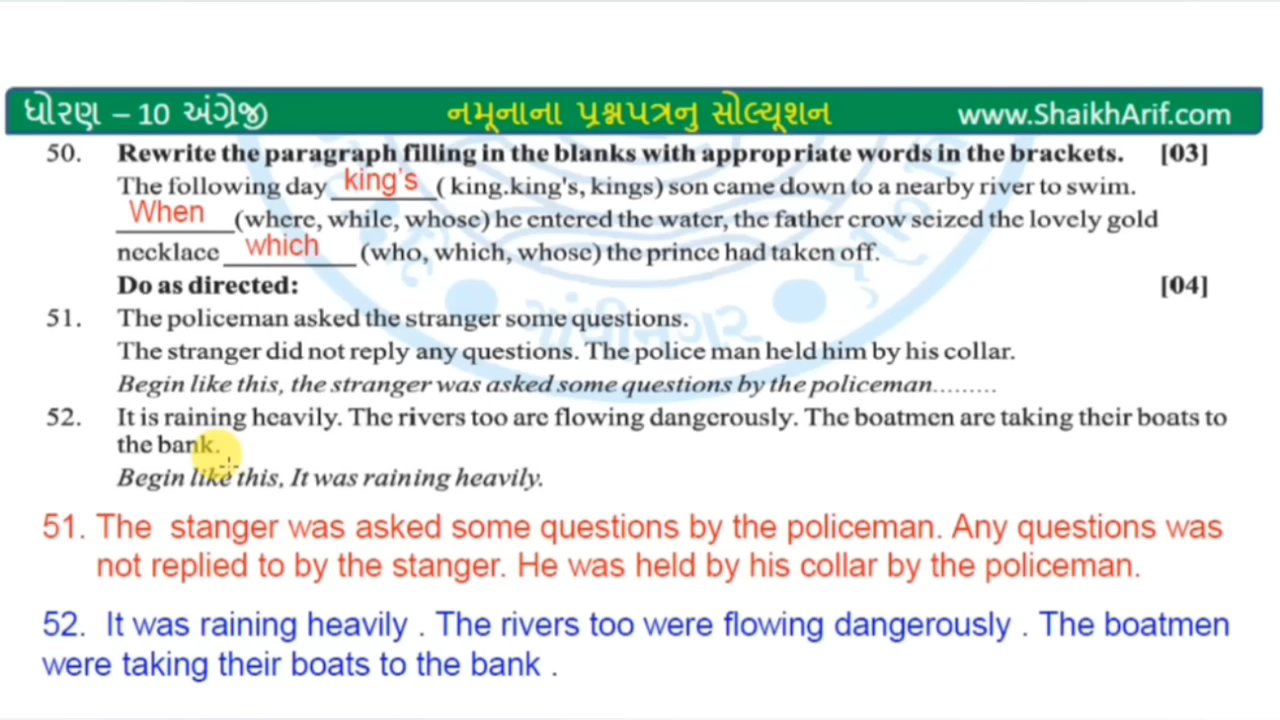 ધોરણ – 10 અંગ્રેજી નમૂનાના પ્રશ્નપત્રનુ સોલ્યૂશન www.ShaikhArif.com
50. Rewrite the paragraph filling in the blanks with appropriate words in the brackets. [03]
The following day king's ( king.king's, kings) son came down to a nearby river to swim.
When (where, while, whose) he entered the water, the father crow seized the lovely gold
necklace which (who, which, whose) the prince had taken off.
Do as directed: [04]
51. The policeman asked the stranger some questions.
The stranger did not reply any questions. The police man held him by his collar.
Begin like this, the stranger was asked some questions by the policeman.........
52. It is raining heavily. The rivers too are flowing dangerously. The boatmen are taking their boats to
the bank.
Begin like this, It was raining heavily.
51. The stanger was asked some questions by the policeman. Any questions was
not replied to by the stanger. He was held by his collar by the policeman.
52. It was raining heavily . The rivers too were flowing dangerously . The boatmen
were taking their boats to the bank .
ગાંધીનગર